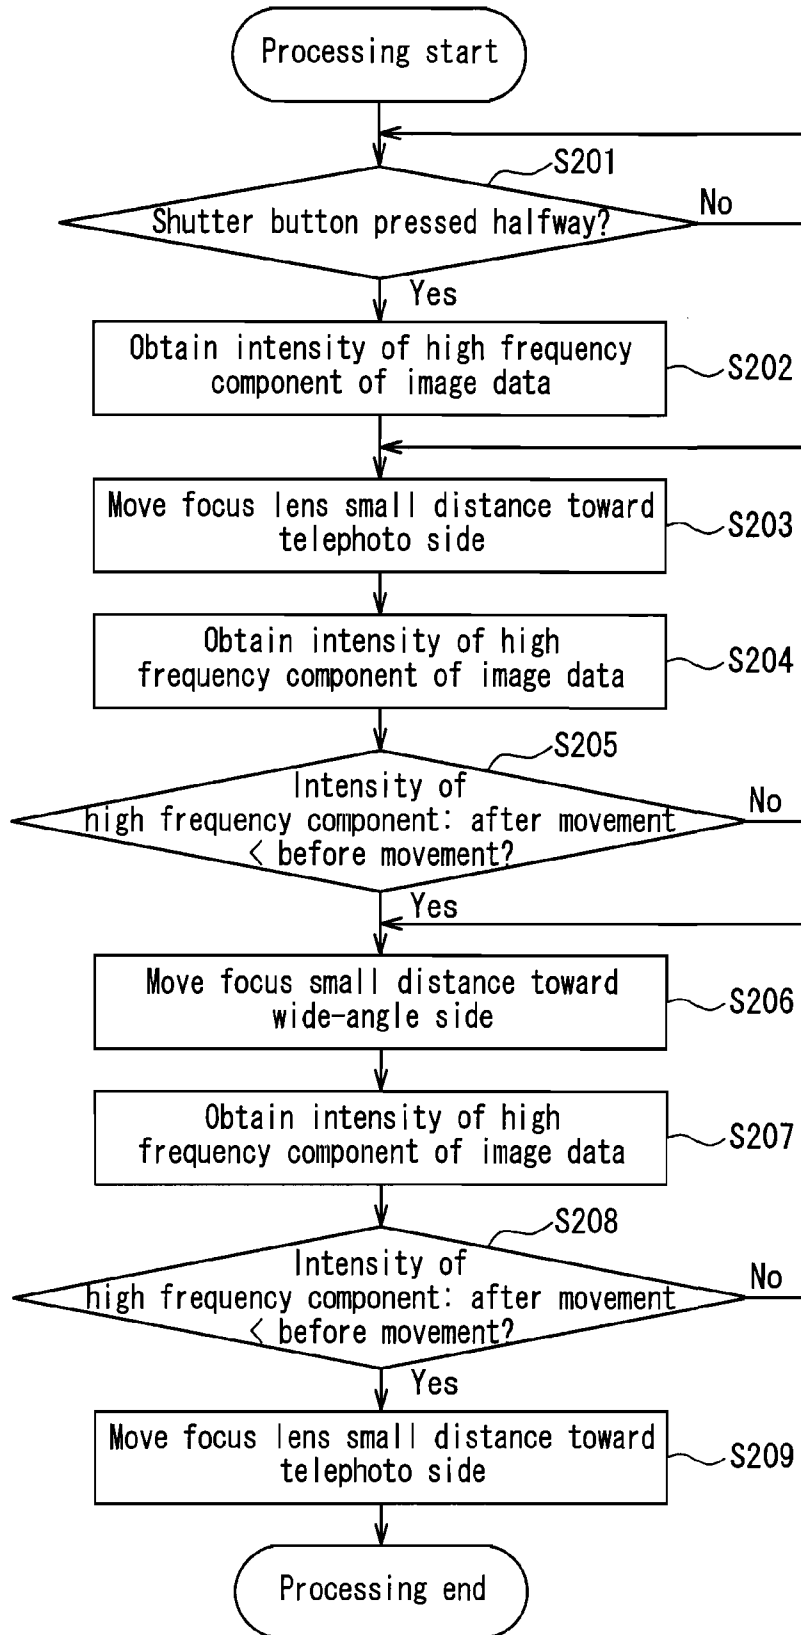 Processing start
S201
Shutter button pressed halfway?
No
Yes
Obtain intensity of high frequency
component of image data
S202
Move focus lens small distance toward
telephoto side
S203
Obtain intensity of high
frequency component of image data
S204
S205
Intensity of
high frequency component: after movement
< before movement?
No
Yes
Move focus small distance toward
wide-angle side
S206
Obtain intensity of high
frequency component of image data
S207
S208
Intensity of
high frequency component: after movement
< before movement?
No
Yes
Move focus lens small distance toward
telephoto side
S209
Processing end